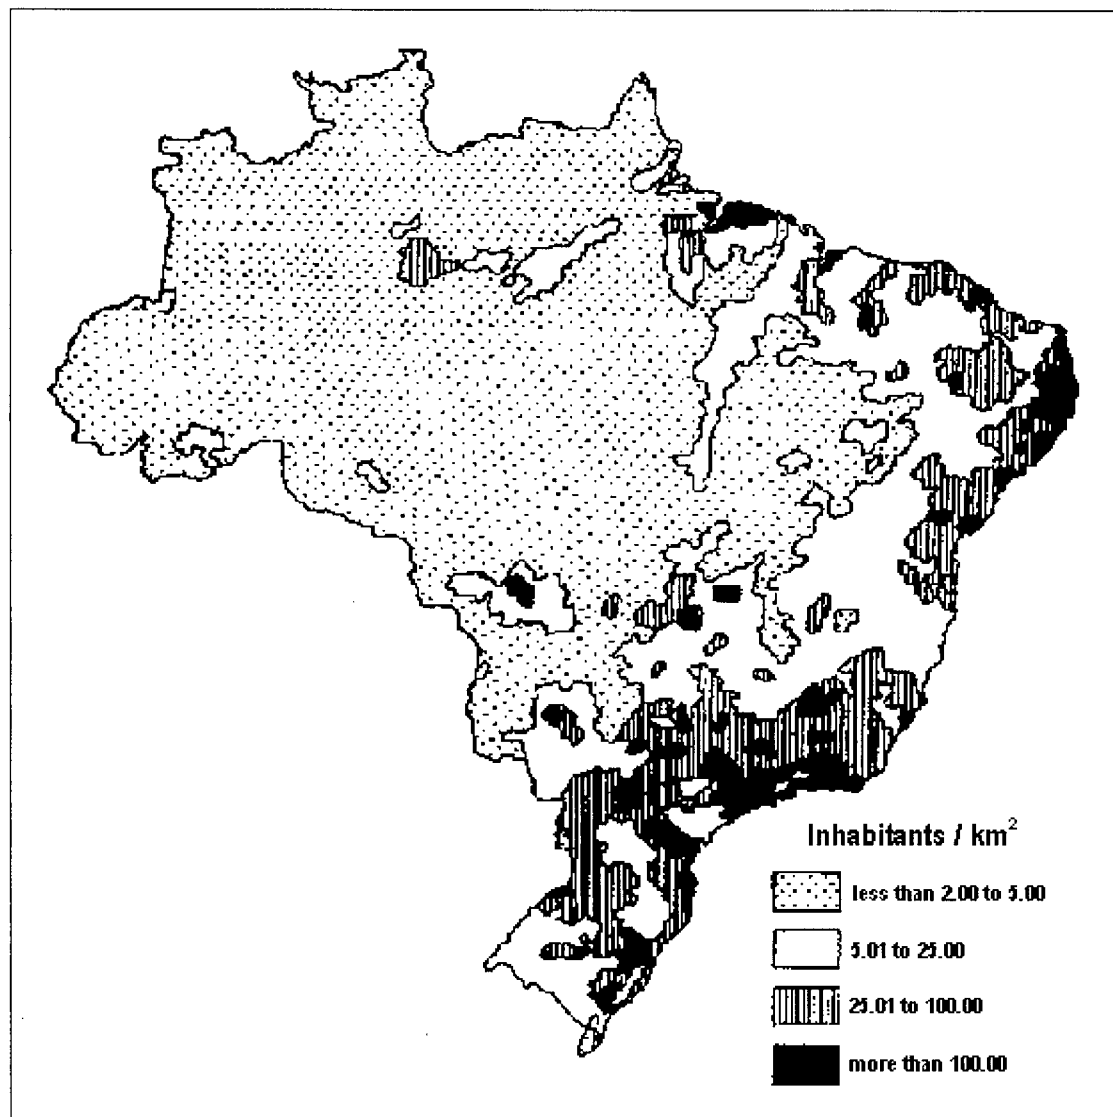 Inhabitants / km²
less than 2.00 to 5.00
5.01 to 25.00
25.01 to 100.00
more than 100.00